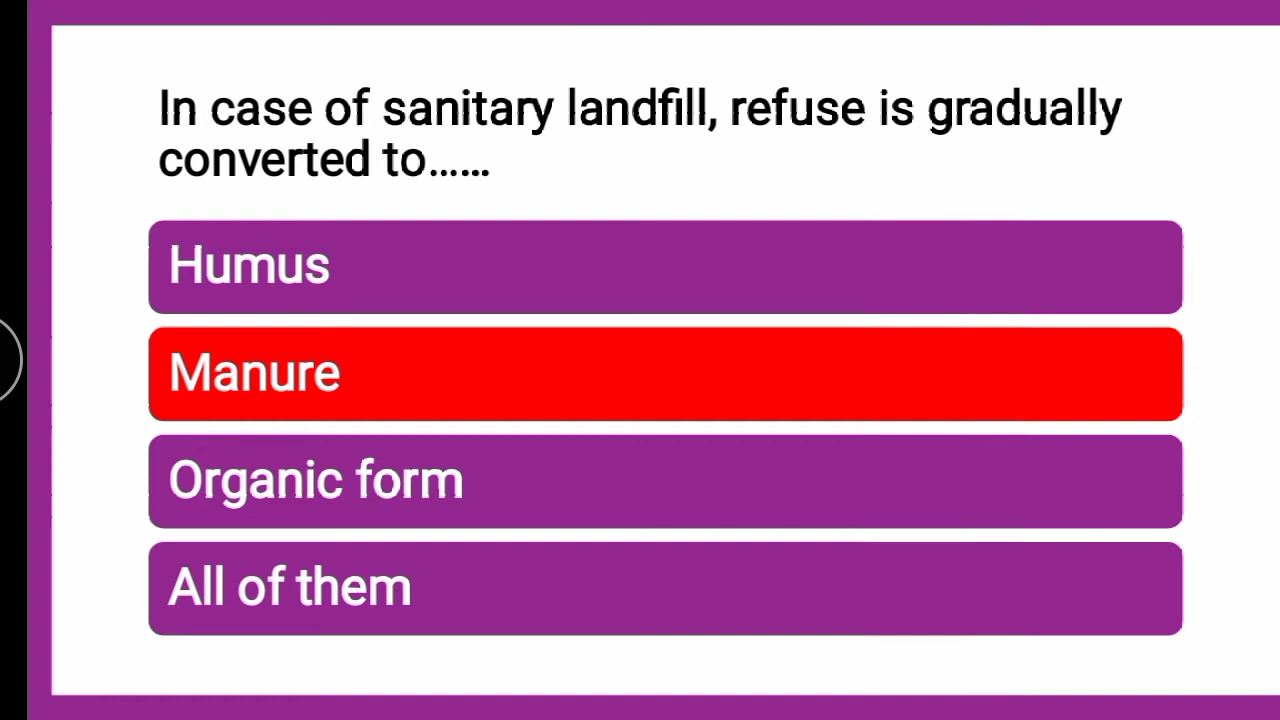 In case of sanitary landfill, refuse is gradually
converted to......
Humus
Manure
Organic form
All of them